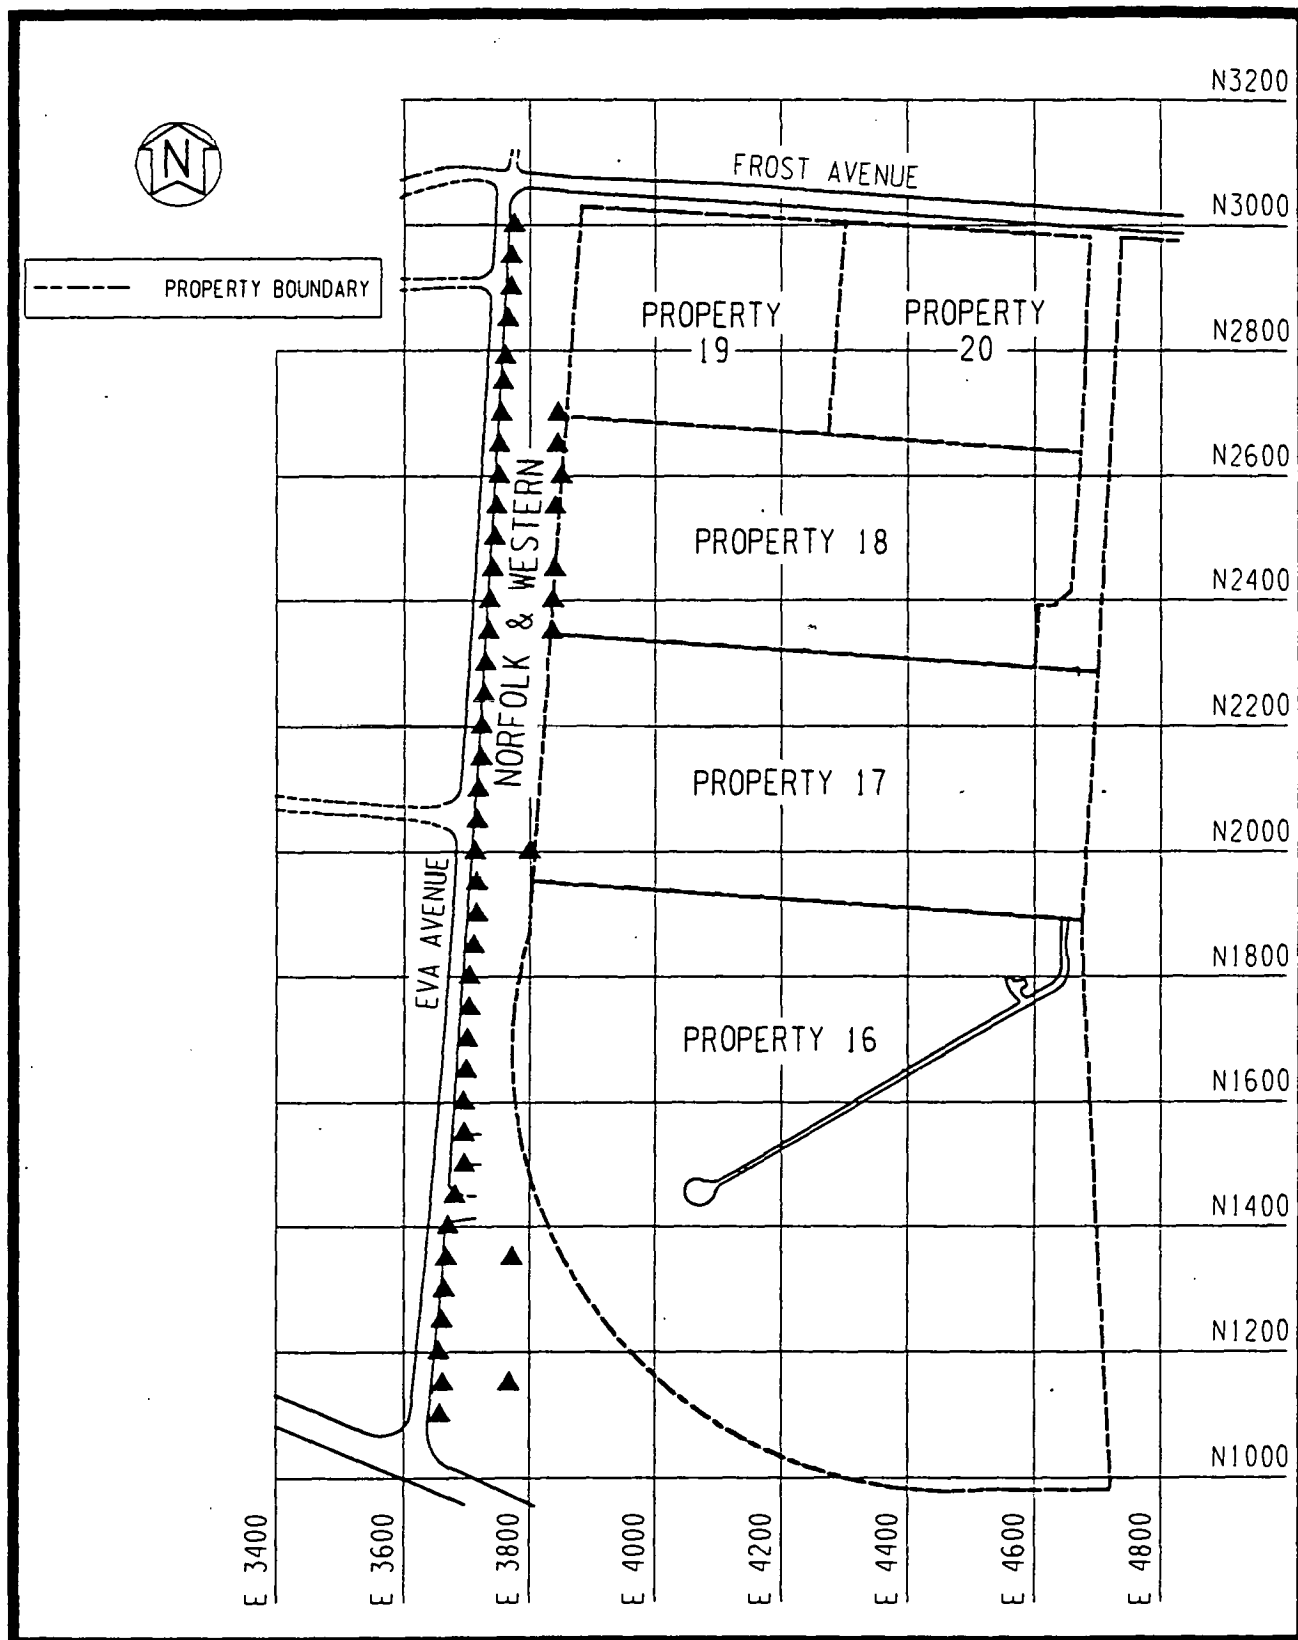 N3200
N
FROST AVENUE
N3000
PROPERTY BOUNDARY
PROPERTY
19
PROPERTY
20
N2800
N2600
NORFOLK & WESTERN
PROPERTY 18
N2400
N2200
PROPERTY 17
N2000
EVA AVENUE
N1800
PROPERTY 16
N1600
N1400
N1200
N1000
E 3400
E 3600
E 3800
E 4000
E 4200
E 4400
E 4600
E 4800